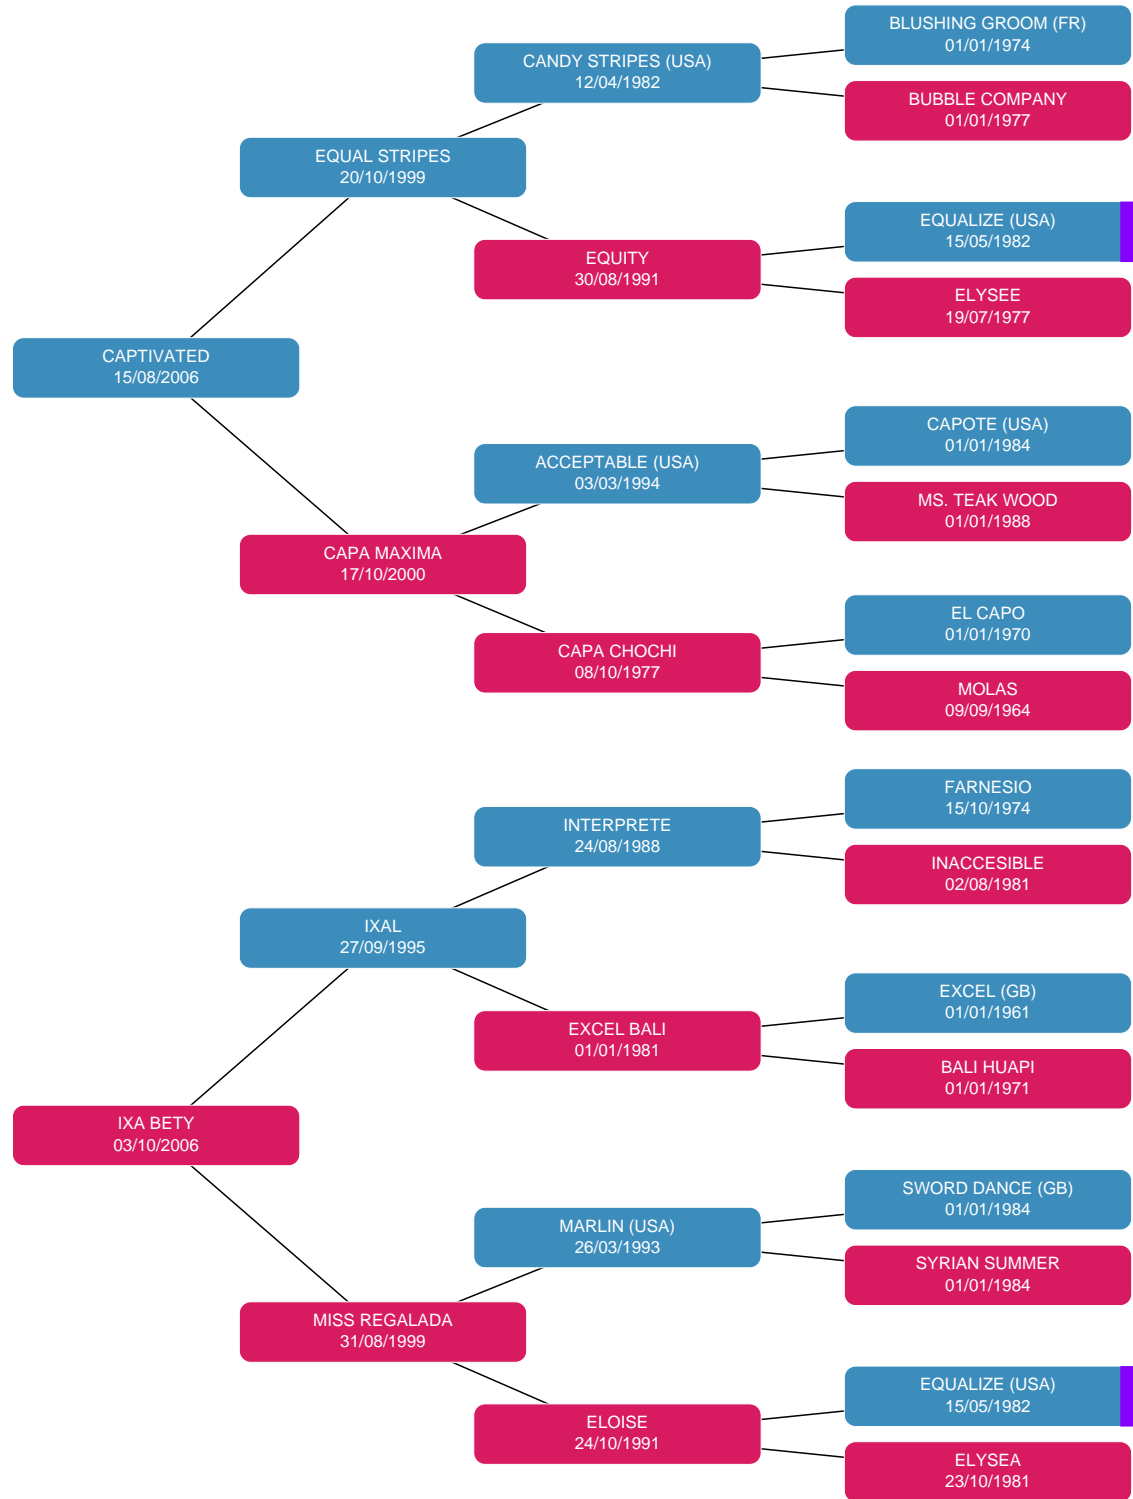 BLUSHING GROOM (FR)
01/01/1974
CANDY STRIPES (USA)
12/04/1982
BUBBLE COMPANY
01/01/1977
EQUAL STRIPES
20/10/1999
EQUALIZE (USA)
15/05/1982
EQUITY
30/08/1991
ELYSEE
19/07/1977
CAPTIVATED
15/08/2006
CAPOTE (USA)
01/01/1984
ACCEPTABLE (USA)
03/03/1994
MS. TEAK WOOD
01/01/1988
CAPA MAXIMA
17/10/2000
EL CAPO
01/01/1970
CAPA CHOCHI
08/10/1977
MOLAS
09/09/1964
FARNESIO
15/10/1974
INTERPRETE
24/08/1988
INACCESIBLE
02/08/1981
IXAL
27/09/1995
EXCEL (GB)
01/01/1961
EXCEL BALI
01/01/1981
BALI HUAPI
01/01/1971
IXA BETY
03/10/2006
SWORD DANCE (GB)
01/01/1984
MARLIN (USA)
26/03/1993
SYRIAN SUMMER
01/01/1984
MISS REGALADA
31/08/1999
EQUALIZE (USA)
15/05/1982
ELOISE
24/10/1991
ELYSEA
23/10/1981